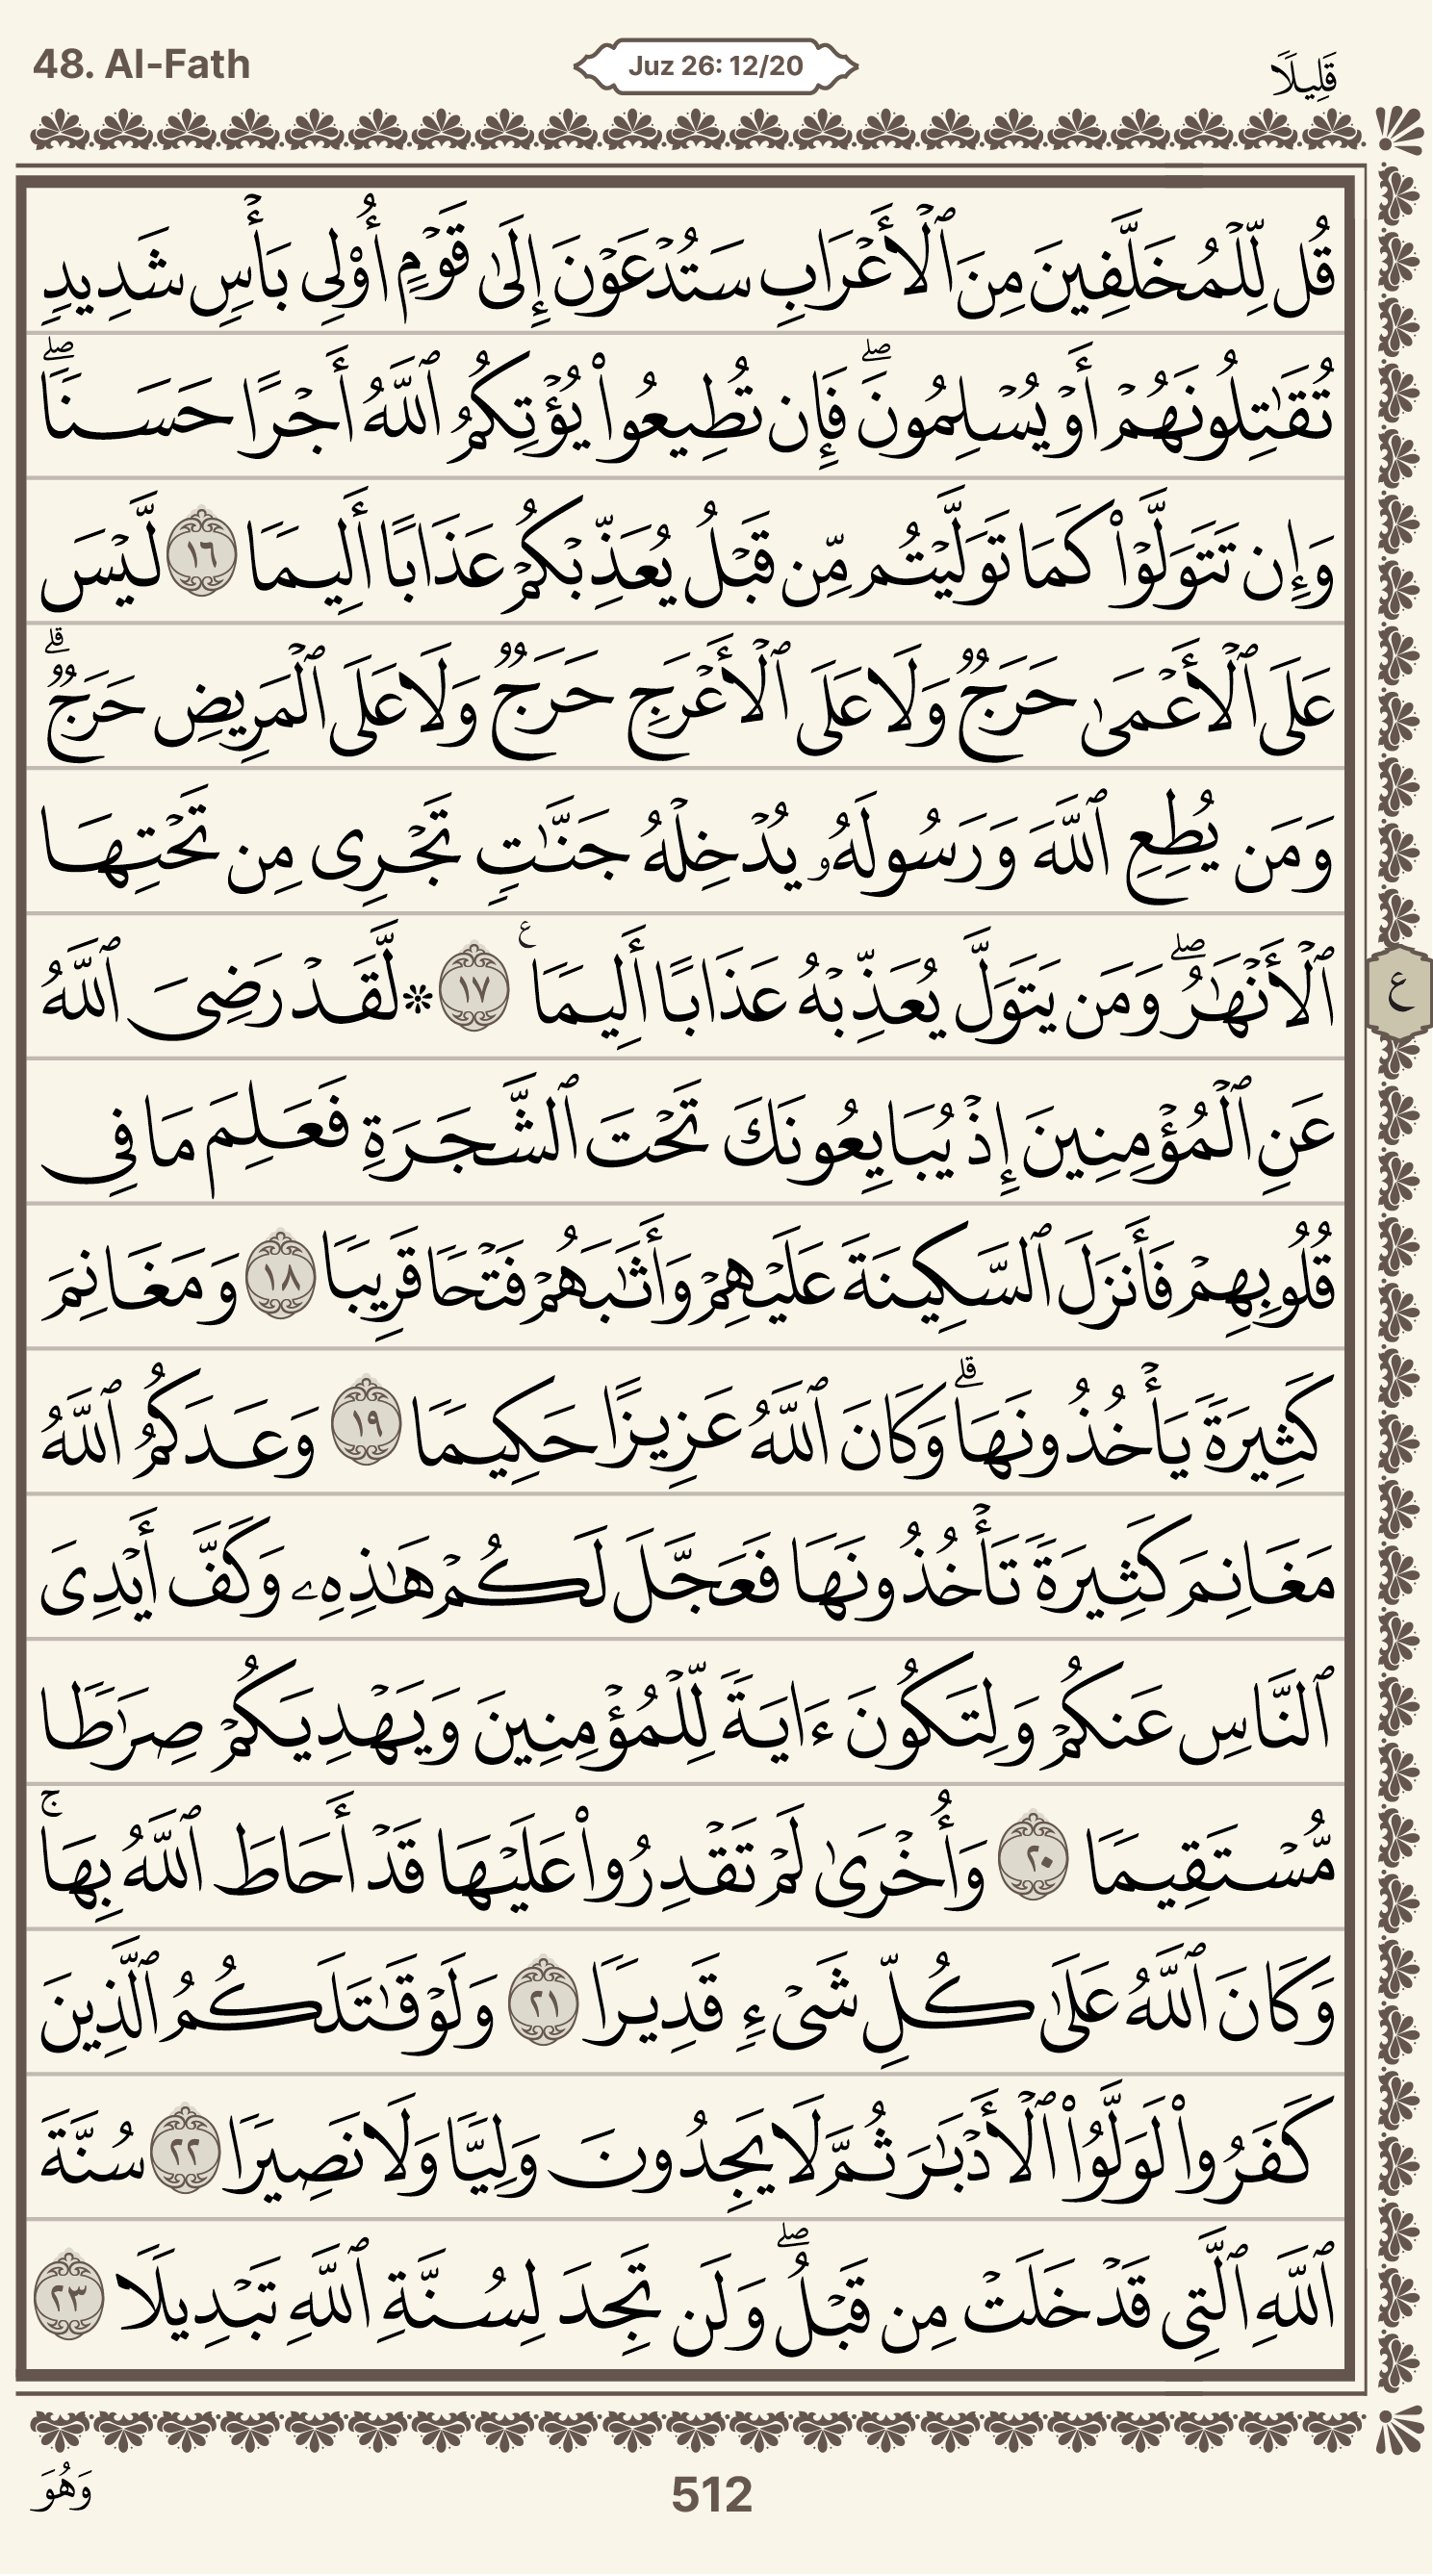 48. Al-Fath
Juz 26: 12/20
قَلِيلًا
قُل لِّلْمُخَلَّفِينَ مِنَ ٱلْأَعْرَابِ سَتُدْعَوْنَ إِلَىٰ قَوْمٍ أُو۟لِى بَأْسٍ شَدِيدٍ
تُقَـٰتِلُونَهُمْ أَوْ يُسْلِمُونَ ۖ فَإِن تُطِيعُوا۟ يُؤْتِكُمُ ٱللَّهُ أَجْرًا حَسَنًا ۖ
وَإِن تَتَوَلَّوْا۟ كَمَا تَوَلَّيْتُم مِّن قَبْلُ يُعَذِّبْكُمْ عَذَابًا أَلِيمًا ١٦ لَّيْسَ
عَلَى ٱلْأَعْمَىٰ حَرَجٌ وَلَا عَلَى ٱلْأَعْرَجِ حَرَجٌ وَلَا عَلَى ٱلْمَرِيضِ حَرَجٌ ۗ
وَمَن يُطِعِ ٱللَّهَ وَرَسُولَهُۥ يُدْخِلْهُ جَنَّـٰتٍ تَجْرِى مِن تَحْتِهَا
ٱلْأَنْهَـٰرُ ۖ وَمَن يَتَوَلَّ يُعَذِّبْهُ عَذَابًا أَلِيمًا ع ١٧ ۞ لَّقَدْ رَضِىَ ٱللَّهُ
ع
عَنِ ٱلْمُؤْمِنِينَ إِذْ يُبَايِعُونَكَ تَحْتَ ٱلشَّجَرَةِ فَعَلِمَ مَا فِى
قُلُوبِهِمْ فَأَنزَلَ ٱلسَّكِينَةَ عَلَيْهِمْ وَأَثَـٰبَهُمْ فَتْحًا قَرِيبًا ١٨ وَمَغَانِمَ
كَثِيرَةً يَأْخُذُونَهَا ۗ وَكَانَ ٱللَّهُ عَزِيزًا حَكِيمًا ١٩ وَعَدَكُمُ ٱللَّهُ
مَغَانِمَ كَثِيرَةً تَأْخُذُونَهَا فَعَجَّلَ لَكُمْ هَـٰذِهِۦ وَكَفَّ أَيْدِىَ
ٱلنَّاسِ عَنكُمْ وَلِتَكُونَ ءَايَةً لِّلْمُؤْمِنِينَ وَيَهْدِيَكُمْ صِرَٰطًا
مُّسْتَقِيمًا ٢٠ وَأُخْرَىٰ لَمْ تَقْدِرُوا۟ عَلَيْهَا قَدْ أَحَاطَ ٱللَّهُ بِهَا ۚ
وَكَانَ ٱللَّهُ عَلَىٰ كُلِّ شَىْءٍ قَدِيرًا ٢١ وَلَوْ قَـٰتَلَكُمُ ٱلَّذِينَ
كَفَرُوا۟ لَوَلَّوُا۟ ٱلْأَدْبَـٰرَ ثُمَّ لَا يَجِدُونَ وَلِيًّا وَلَا نَصِيرًا ٢٢ سُنَّةَ
ٱللَّهِ ٱلَّتِى قَدْ خَلَتْ مِن قَبْلُ ۖ وَلَن تَجِدَ لِسُنَّةِ ٱللَّهِ تَبْدِيلًا ٢٣
512
وَهُوَ